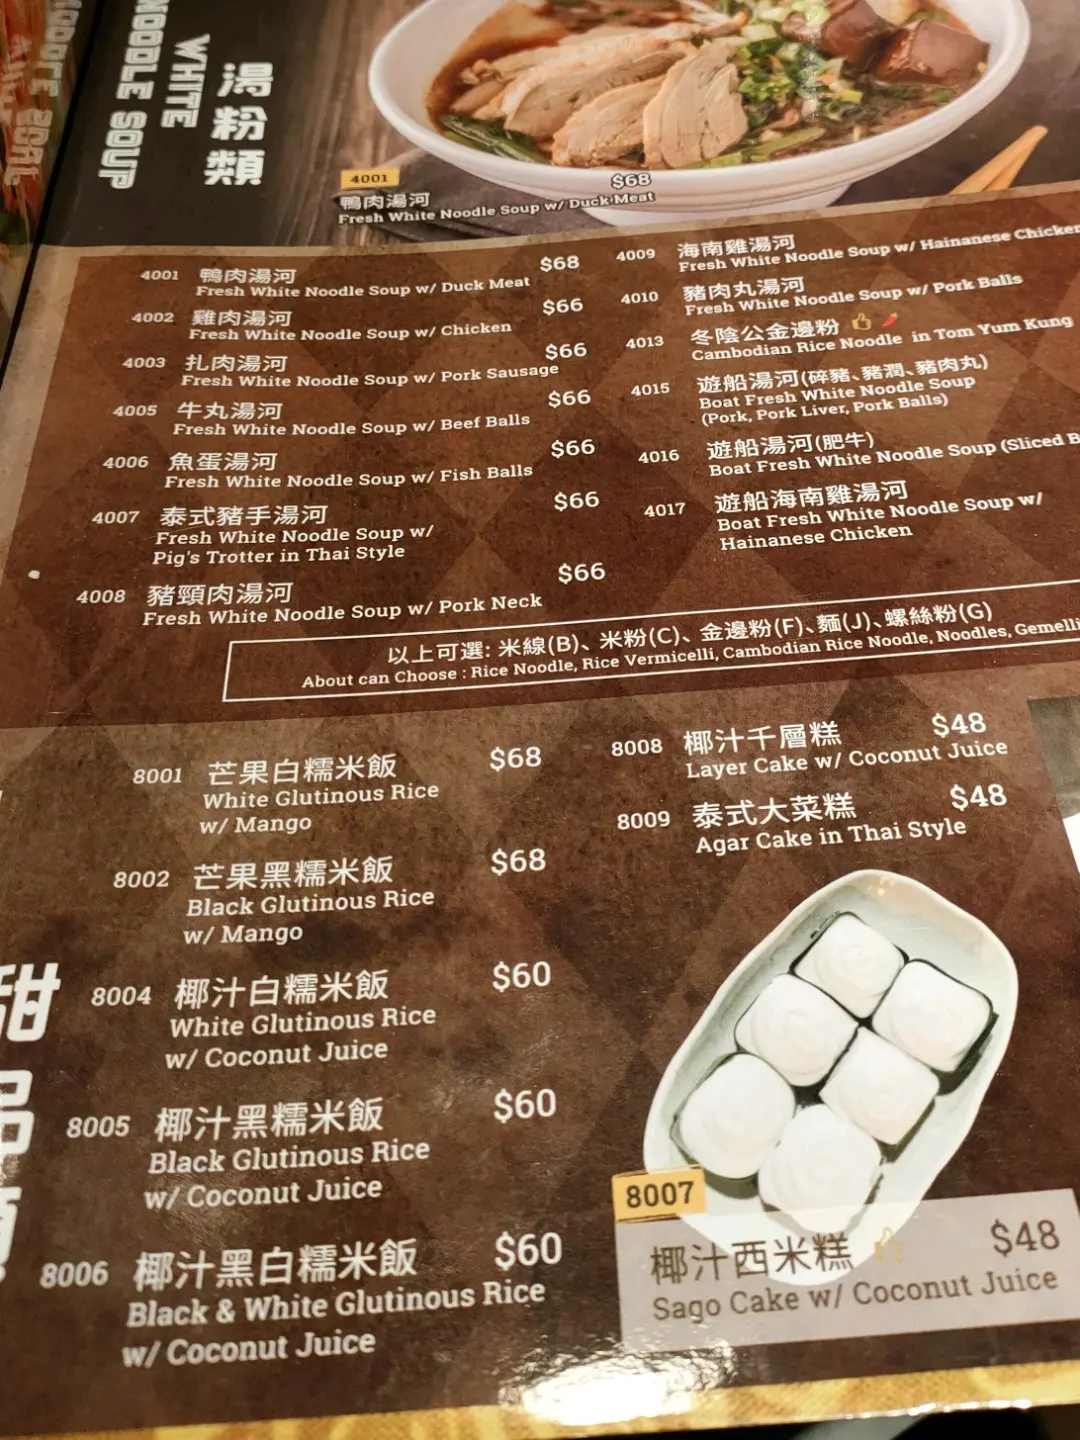 NOODLE SOUP
WHITE
湯粉類
4001
鴨肉湯河
$68
Fresh White Noodle Soup w/ Duck Meat
4001 鴨肉湯河 $68
Fresh White Noodle Soup w/ Duck Meat
4002 雞肉湯河 $66
Fresh White Noodle Soup w/ Chicken
4003 扎肉湯河 $66
Fresh White Noodle Soup w/ Pork Sausage
4005 牛丸湯河 $66
Fresh White Noodle Soup w/ Beef Balls
4006 魚蛋湯河 $66
Fresh White Noodle Soup w/ Fish Balls
4007 泰式豬手湯河 $66
Fresh White Noodle Soup w/
Pig's Trotter in Thai Style
4008 豬頸肉湯河 $66
Fresh White Noodle Soup w/ Pork Neck
4009 海南雞湯河
Fresh White Noodle Soup w/ Hainanese Chicken
4010 豬肉丸湯河
Fresh White Noodle Soup w/ Pork Balls
4013 冬陰公金邊粉
Cambodian Rice Noodle in Tom Yum Kung
4015 遊船湯河(碎豬、豬潤、豬肉丸)
Boat Fresh White Noodle Soup
(Pork, Pork Liver, Pork Balls)
4016 遊船湯河(肥牛)
Boat Fresh White Noodle Soup (Sliced
4017 遊船海南雞湯河
Boat Fresh White Noodle Soup w/
Hainanese Chicken
以上可選: 米線(B)、米粉(C)、金邊粉(F)、麵(J)、螺絲粉(G)
About can Choose : Rice Noodle, Rice Vermicelli, Cambodian Rice Noodle, Noodles, Gemelli
甜品類
8001 芒果白糯米飯 $68
White Glutinous Rice
w/ Mango
8002 芒果黑糯米飯 $68
Black Glutinous Rice
w/ Mango
8004 椰汁白糯米飯 $60
White Glutinous Rice
w/ Coconut Juice
8005 椰汁黑糯米飯 $60
Black Glutinous Rice
w/ Coconut Juice
8006 椰汁黑白糯米飯 $60
Black & White Glutinous Rice
w/ Coconut Juice
8008 椰汁千層糕 $48
Layer Cake w/ Coconut Juice
8009 泰式大菜糕 $48
Agar Cake in Thai Style
8007
椰汁西米糕 $48
Sago Cake w/ Coconut Juice